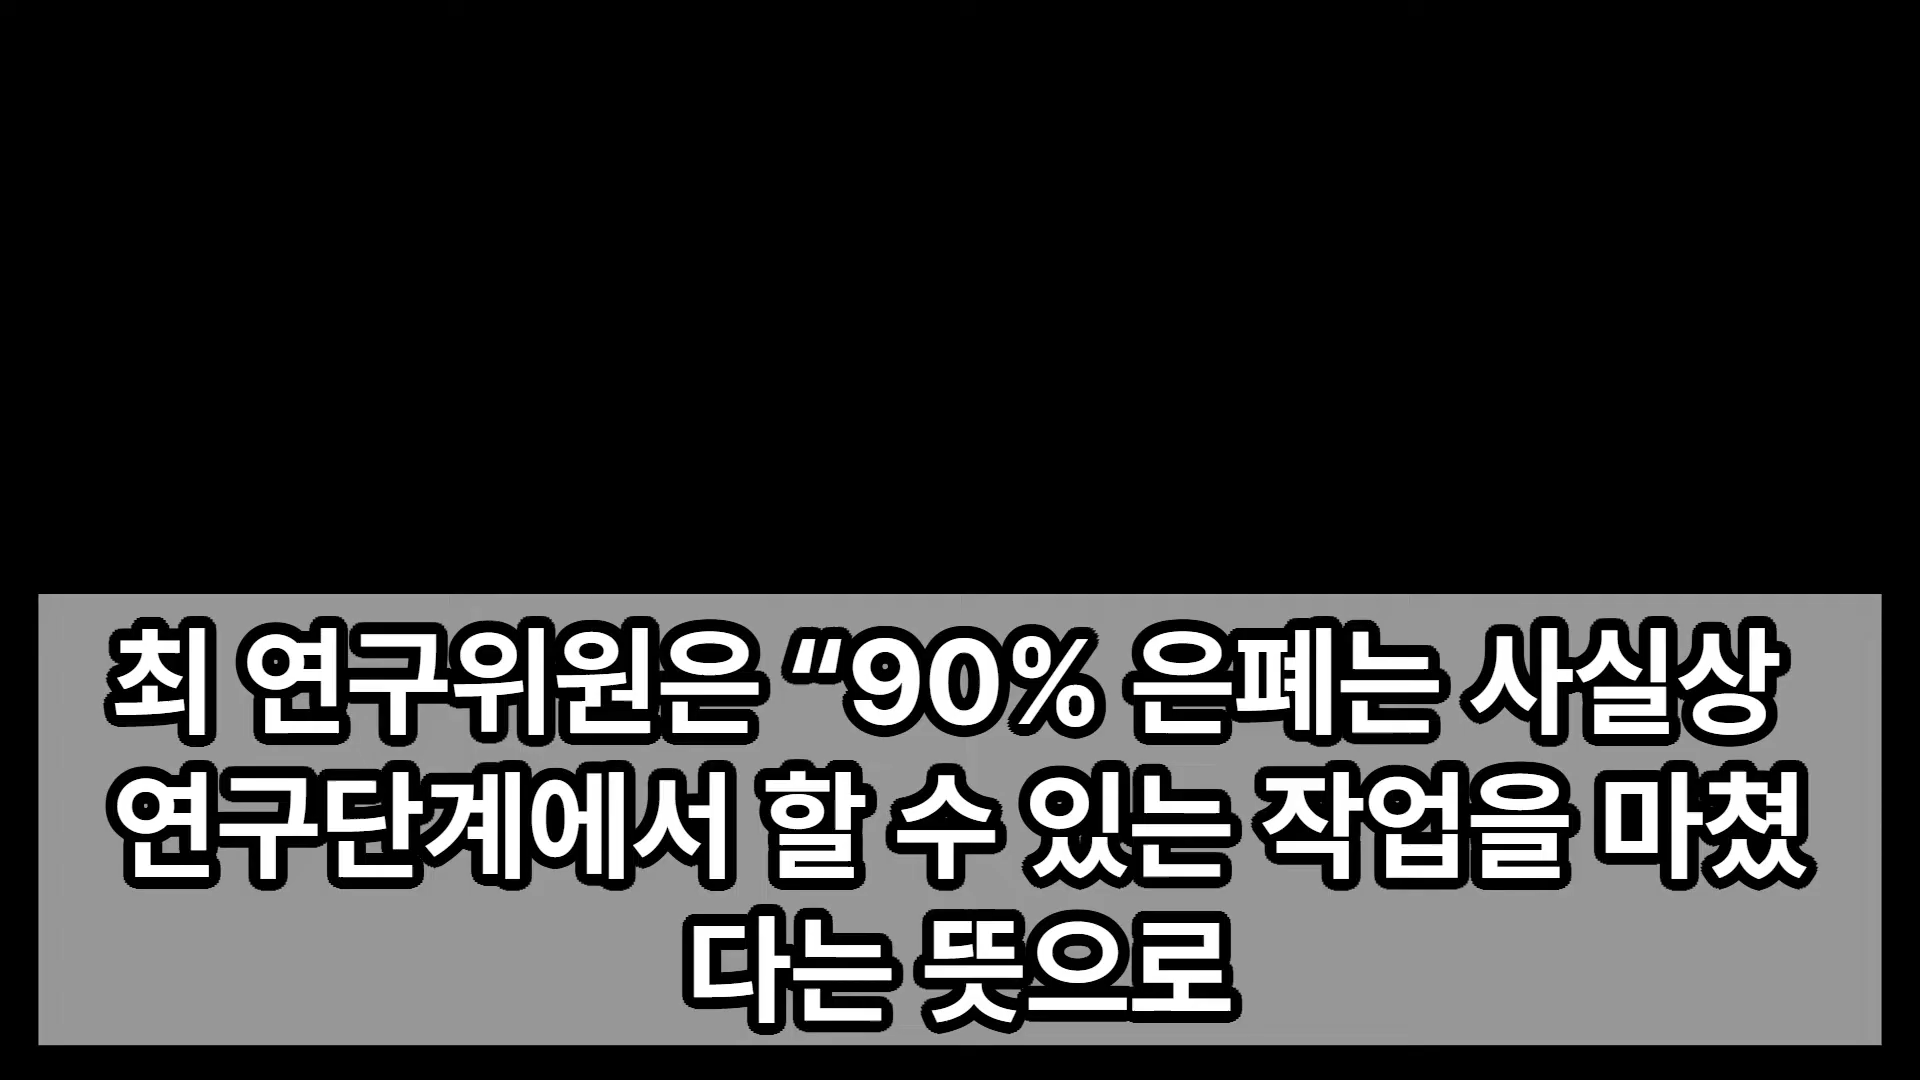 최 연구위원은 “90% 은폐는 사실상
연구단계에서 할 수 있는 작업을 마쳤
다는 뜻으로